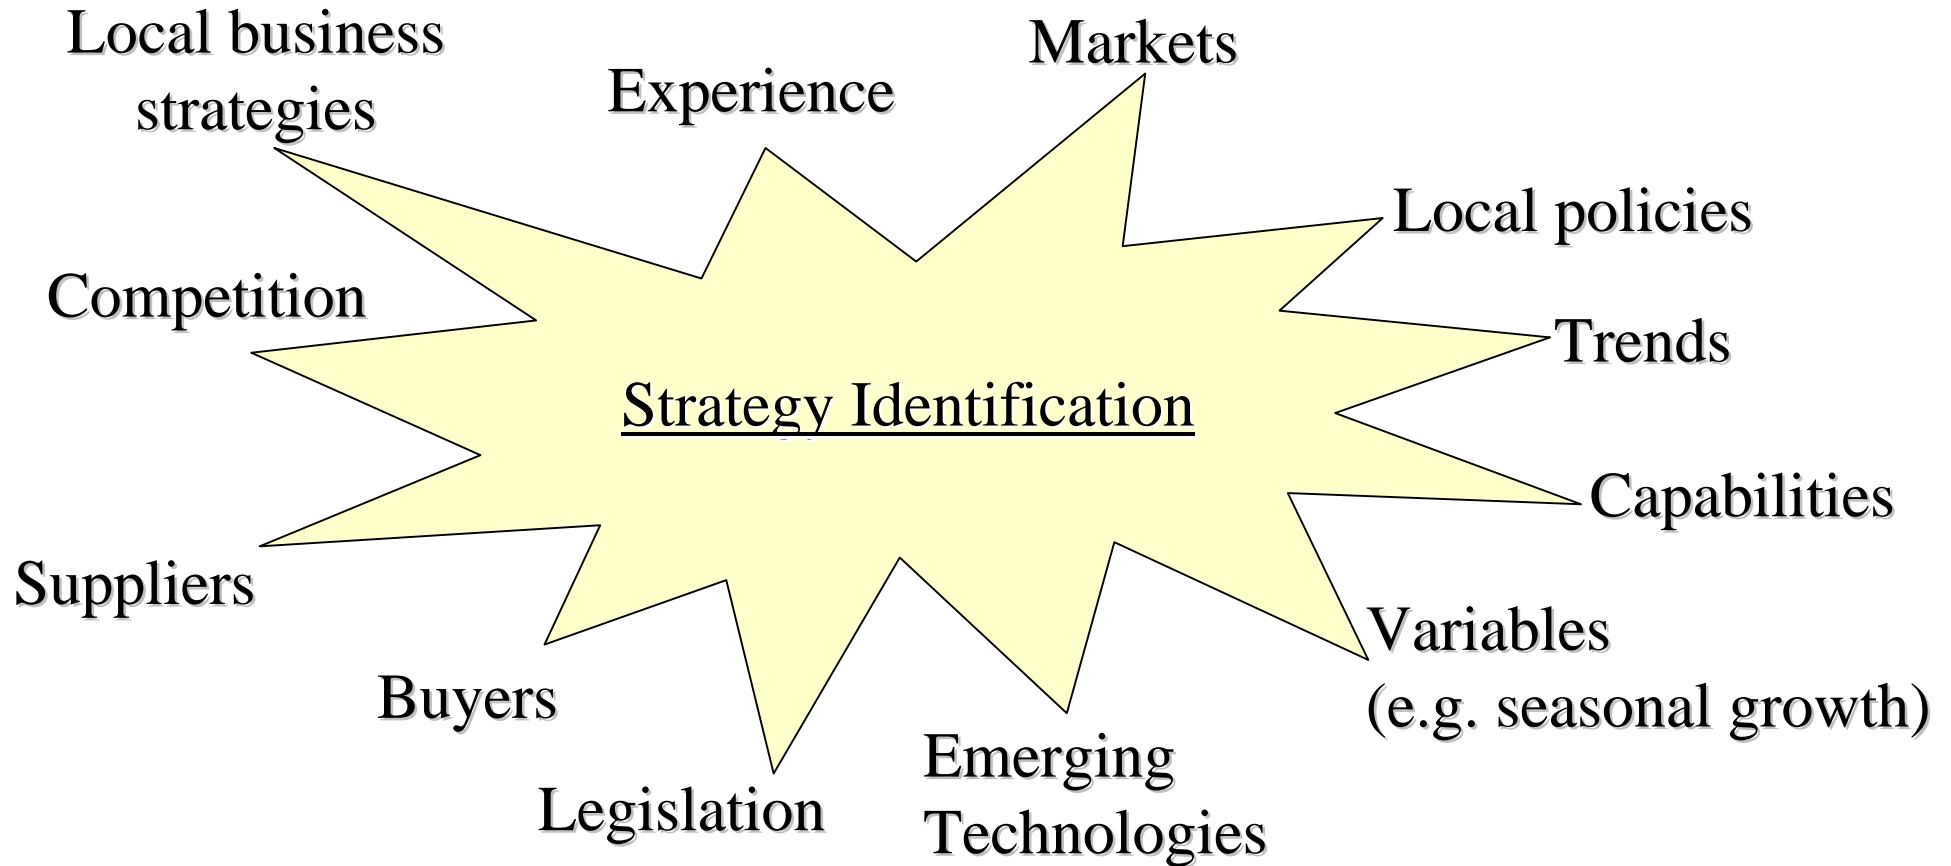 Local business
strategies
Experience
Markets
Local policies
Competition
Trends
Strategy Identification
Capabilities
Suppliers
Variables
(e.g. seasonal growth)
Buyers
Emerging
Technologies
Legislation